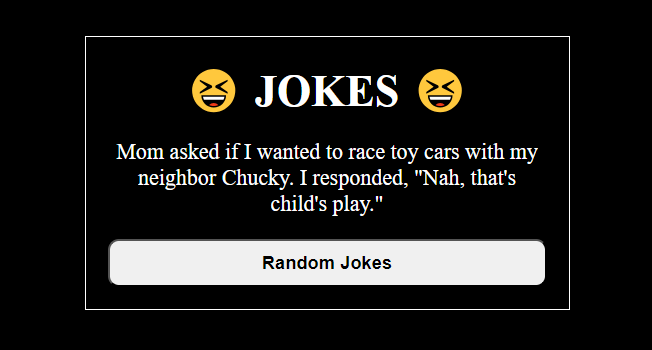 😆 JOKES 😆
Mom asked if I wanted to race toy cars with my
neighbor Chucky. I responded, "Nah, that's
child's play."
Random Jokes